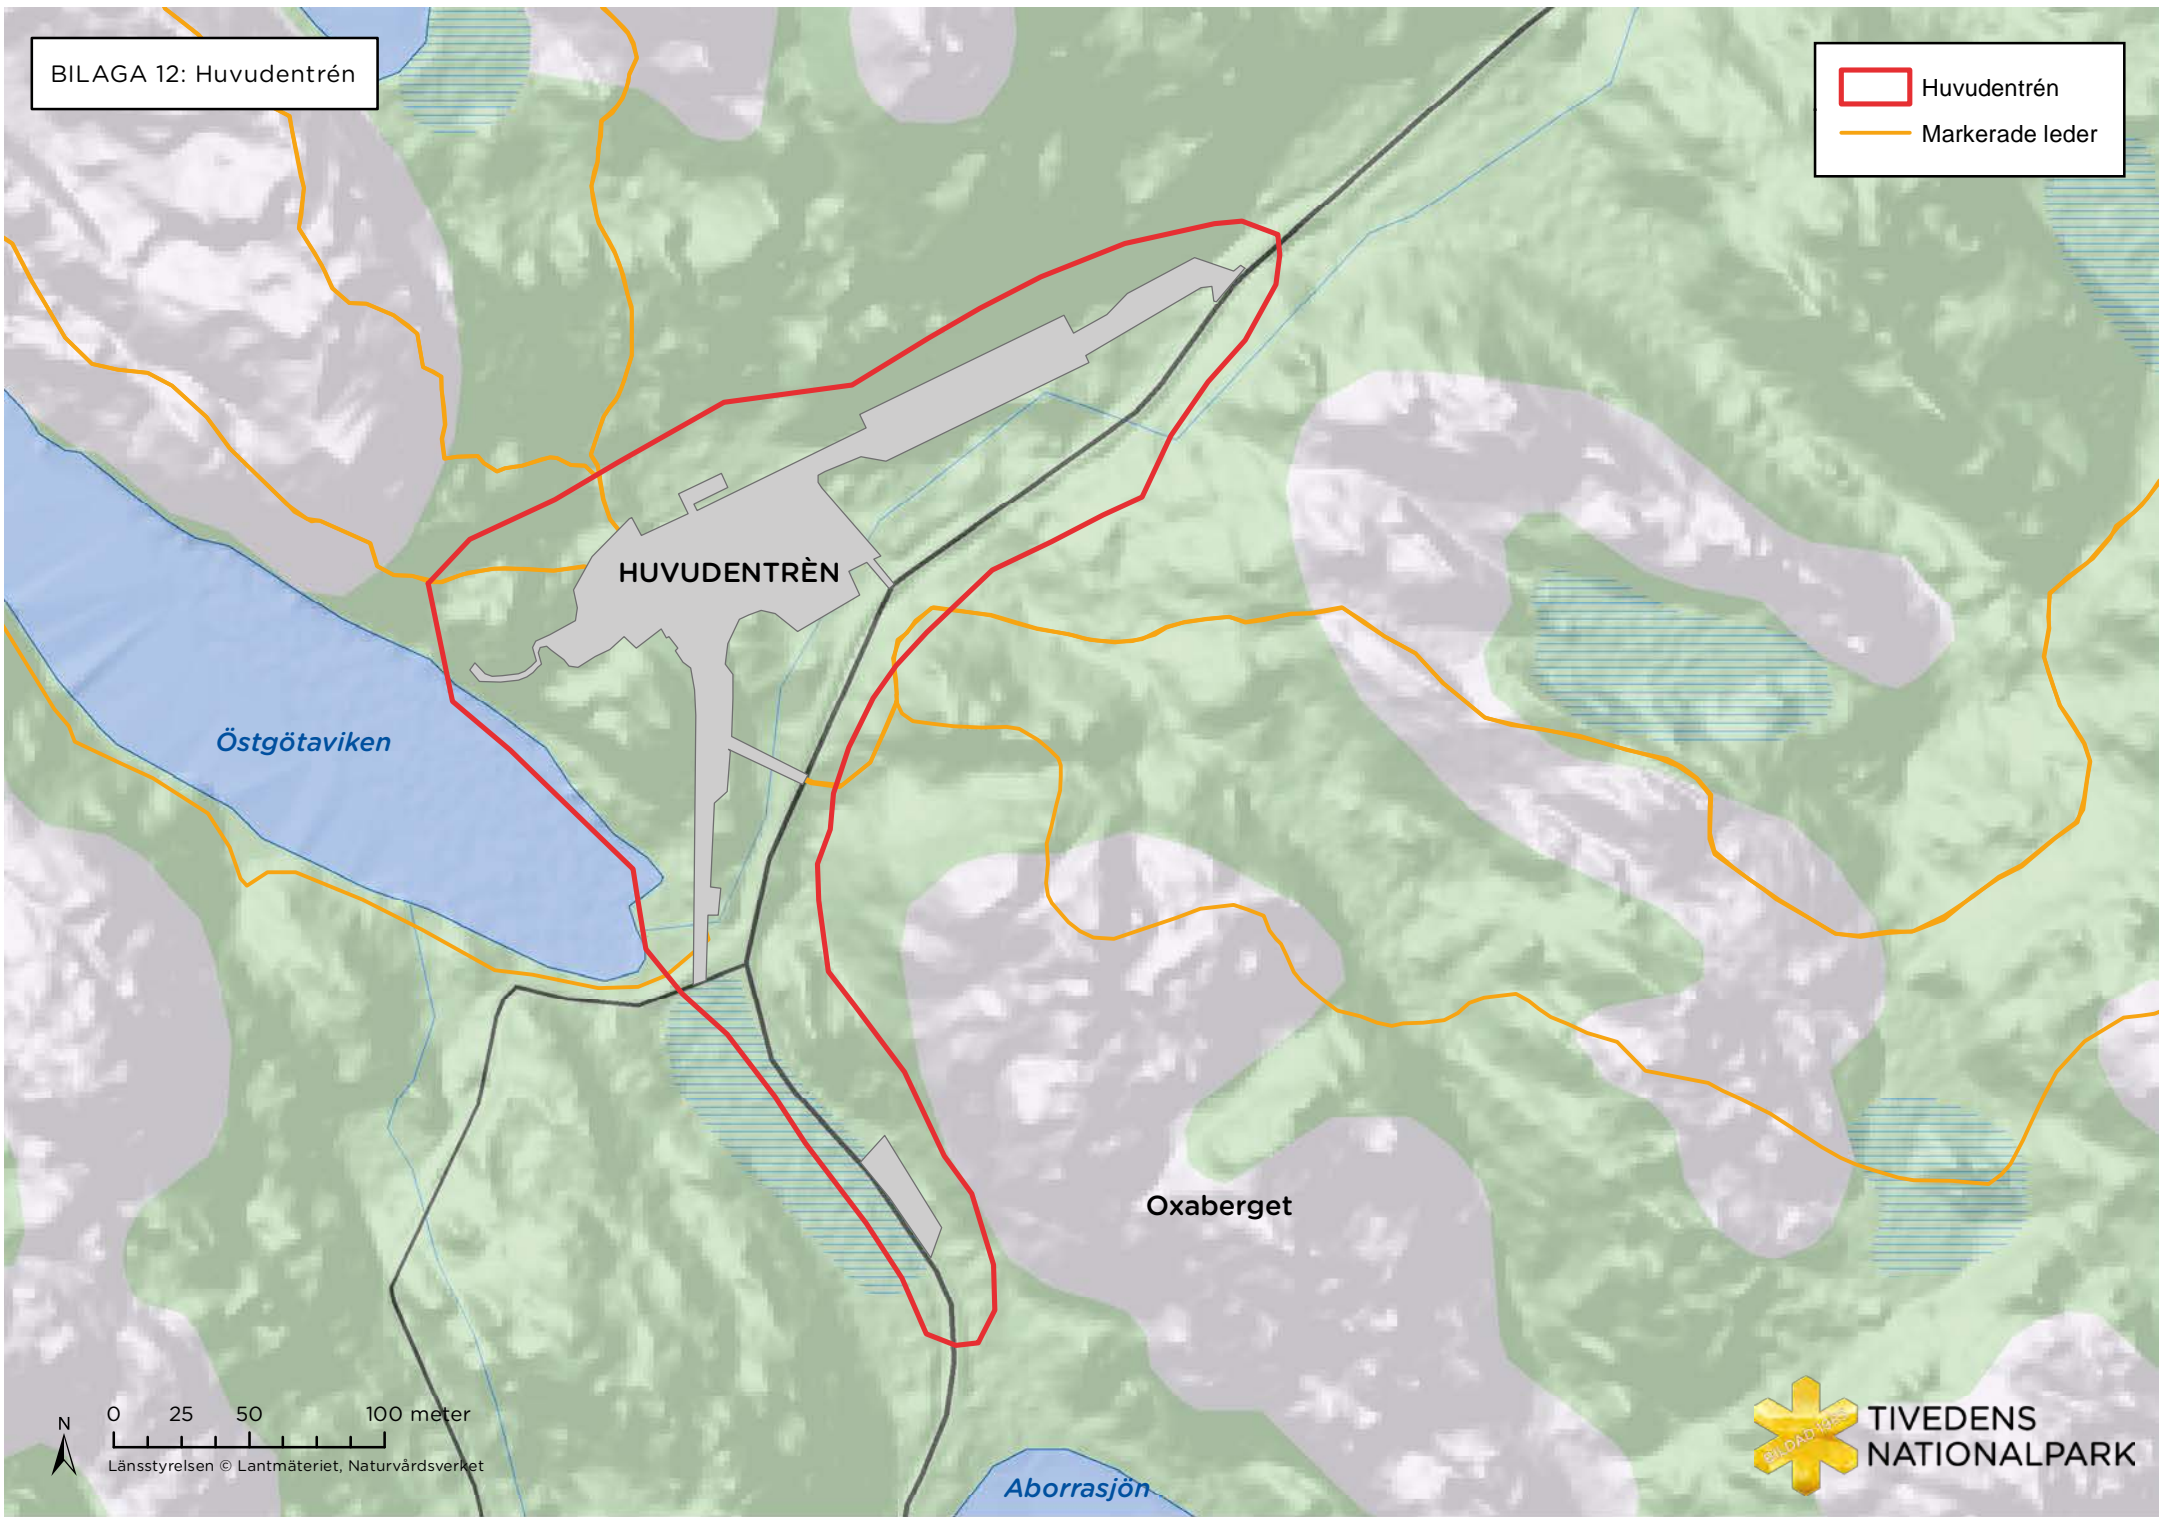 BILAGA 12: Huvudentrén
Huvudentrén
Markerade leder
HUVUDENTRÈN
Östgötaviken
Oxaberget
Aborrasjön
N
0 25 50 100 meter
Länsstyrelsen © Lantmäteriet, Naturvårdsverket
TIVEDENS
NATIONALPARK